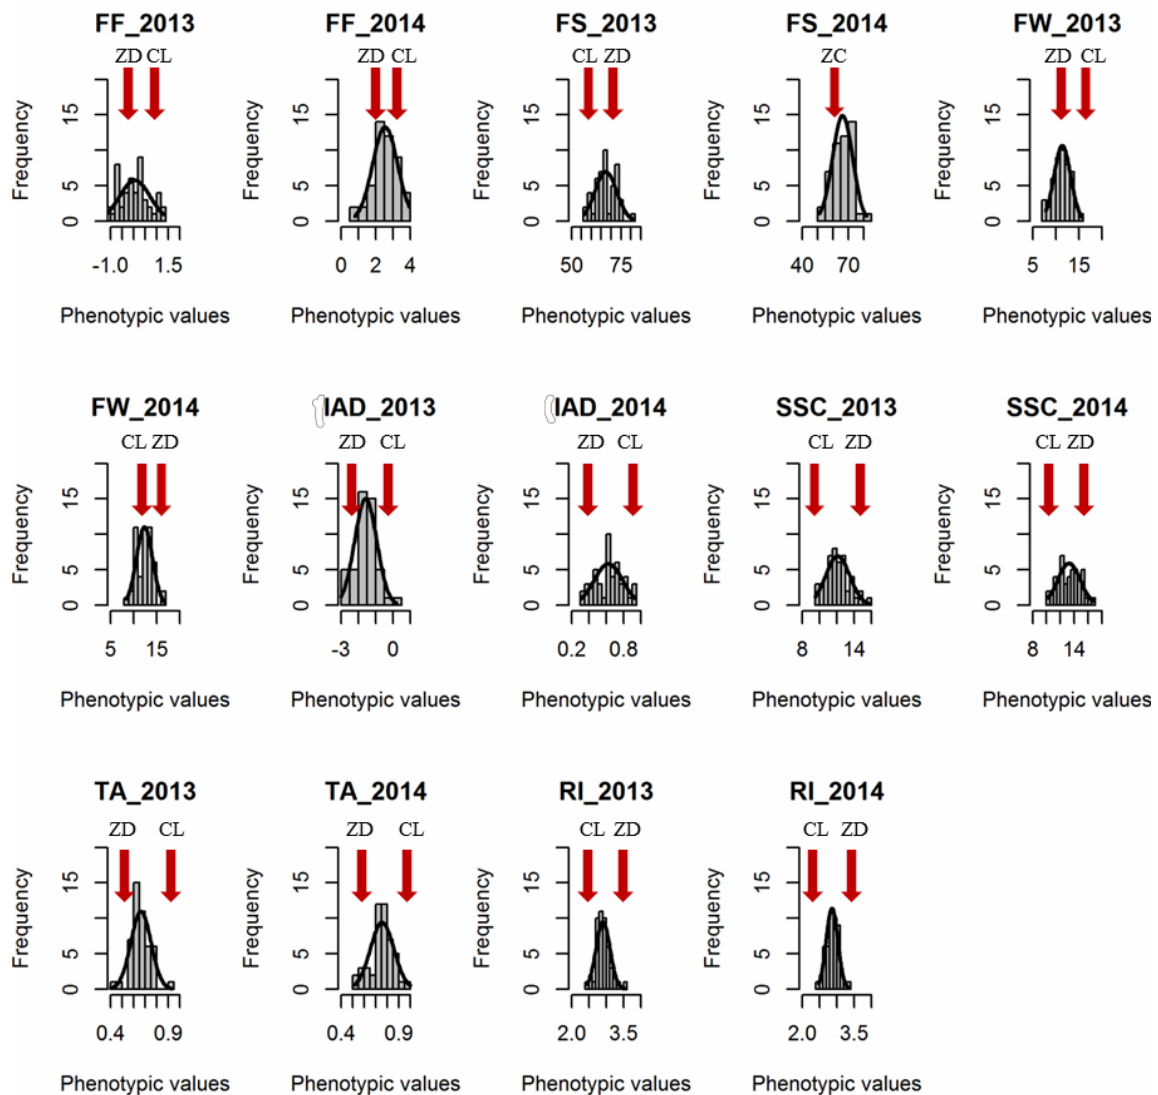 FF_2013 FF_2014 FS_2013 FS_2014 FW_2013
ZD CL ZD CL CL ZD ZC ZD CL
Frequency Frequency Frequency Frequency Frequency
0 5 15 0 5 15 0 5 15 0 5 15 0 5 15
-1.0 1.5 0 2 4 50 75 40 70 5 15
Phenotypic values Phenotypic values Phenotypic values Phenotypic values Phenotypic values
FW_2014 IAD_2013 IAD_2014 SSC_2013 SSC_2014
CL ZD ZD CL ZD CL CL ZD CL ZD
Frequency Frequency Frequency Frequency Frequency
0 5 15 0 5 15 0 5 15 0 5 15 0 5 15
5 15 -3 0 0.2 0.8 8 14 8 14
Phenotypic values Phenotypic values Phenotypic values Phenotypic values Phenotypic values
TA_2013 TA_2014 RI_2013 RI_2014
ZD CL ZD CL CL ZD CL ZD
Frequency Frequency Frequency Frequency
0 5 15 0 5 15 0 5 15 0 5 15
0.4 0.9 0.4 0.9 2.0 3.5 2.0 3.5
Phenotypic values Phenotypic values Phenotypic values Phenotypic values